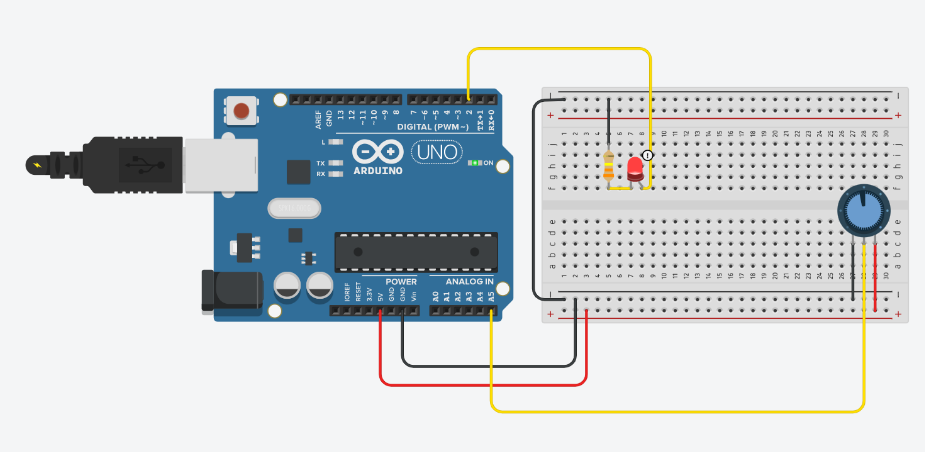 AREF
GND
13
12
~11
~10
~9
8
7
~6
~5
4
~3
2
TX→1
RX←0
DIGITAL (PWM~)
L
TX
RX
UNO
ARDUINO
ON
POWER
ANALOG IN
IOREF
RESET
3.3V
5V
GND
GND
Vin
A0
A1
A2
A3
A4
A5
1 2 3 4 5 6 7 8 9 10 11 12 13 14 15 16 17 18 19 20 21 22 23 24 25 26 27 28 29 30
j
i
h
g
f
j
i
h
g
f
e
d
c
b
a
e
d
c
b
a
1 2 3 4 5 6 7 8 9 10 11 12 13 14 15 16 17 18 19 20 21 22 23 24 25 26 27 28 29 30